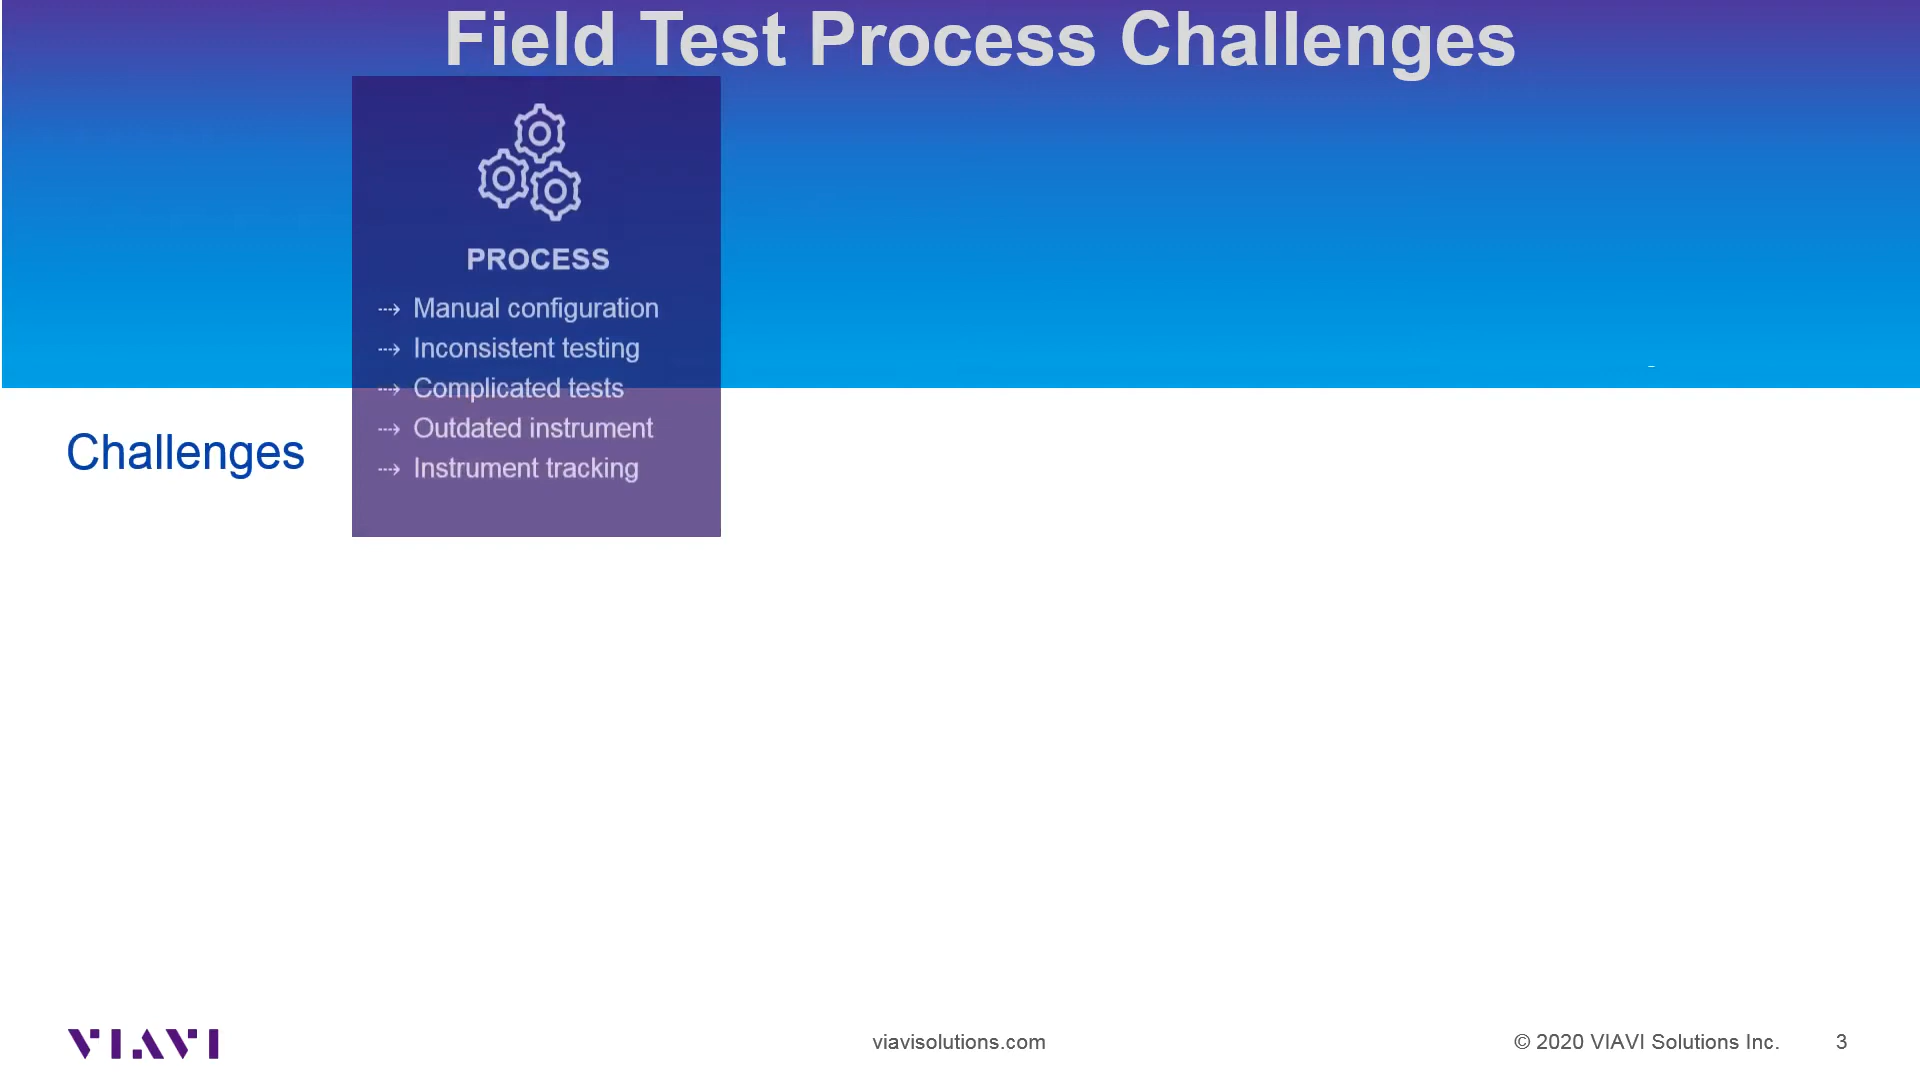 Field Test Process Challenges
PROCESS
⤏ Manual configuration
⤏ Inconsistent testing
⤏ Complicated tests
⤏ Outdated instrument
⤏ Instrument tracking
Challenges
VIAVI
viavisolutions.com
© 2020 VIAVI Solutions Inc.
3